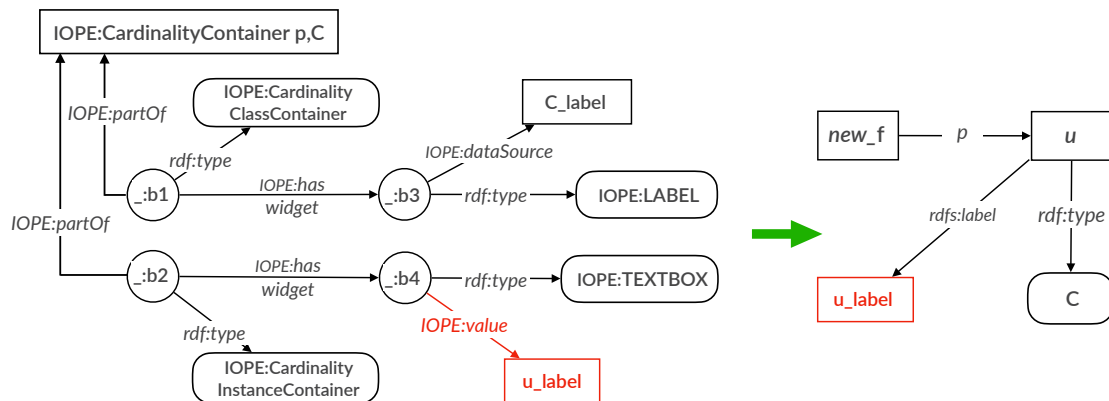 IOPE:CardinalityContainer p,C
IOPE:partOf
IOPE:Cardinality
ClassContainer
C_label
rdf:type
IOPE:dataSource
_:b1
IOPE:has
widget
_:b3
rdf:type
IOPE:LABEL
IOPE:partOf
_:b2
IOPE:has
widget
_:b4
rdf:type
IOPE:TEXTBOX
rdf:type
IOPE:value
IOPE:Cardinality
InstanceContainer
u_label
new_f
p
u
rdfs:label
rdf:type
u_label
C